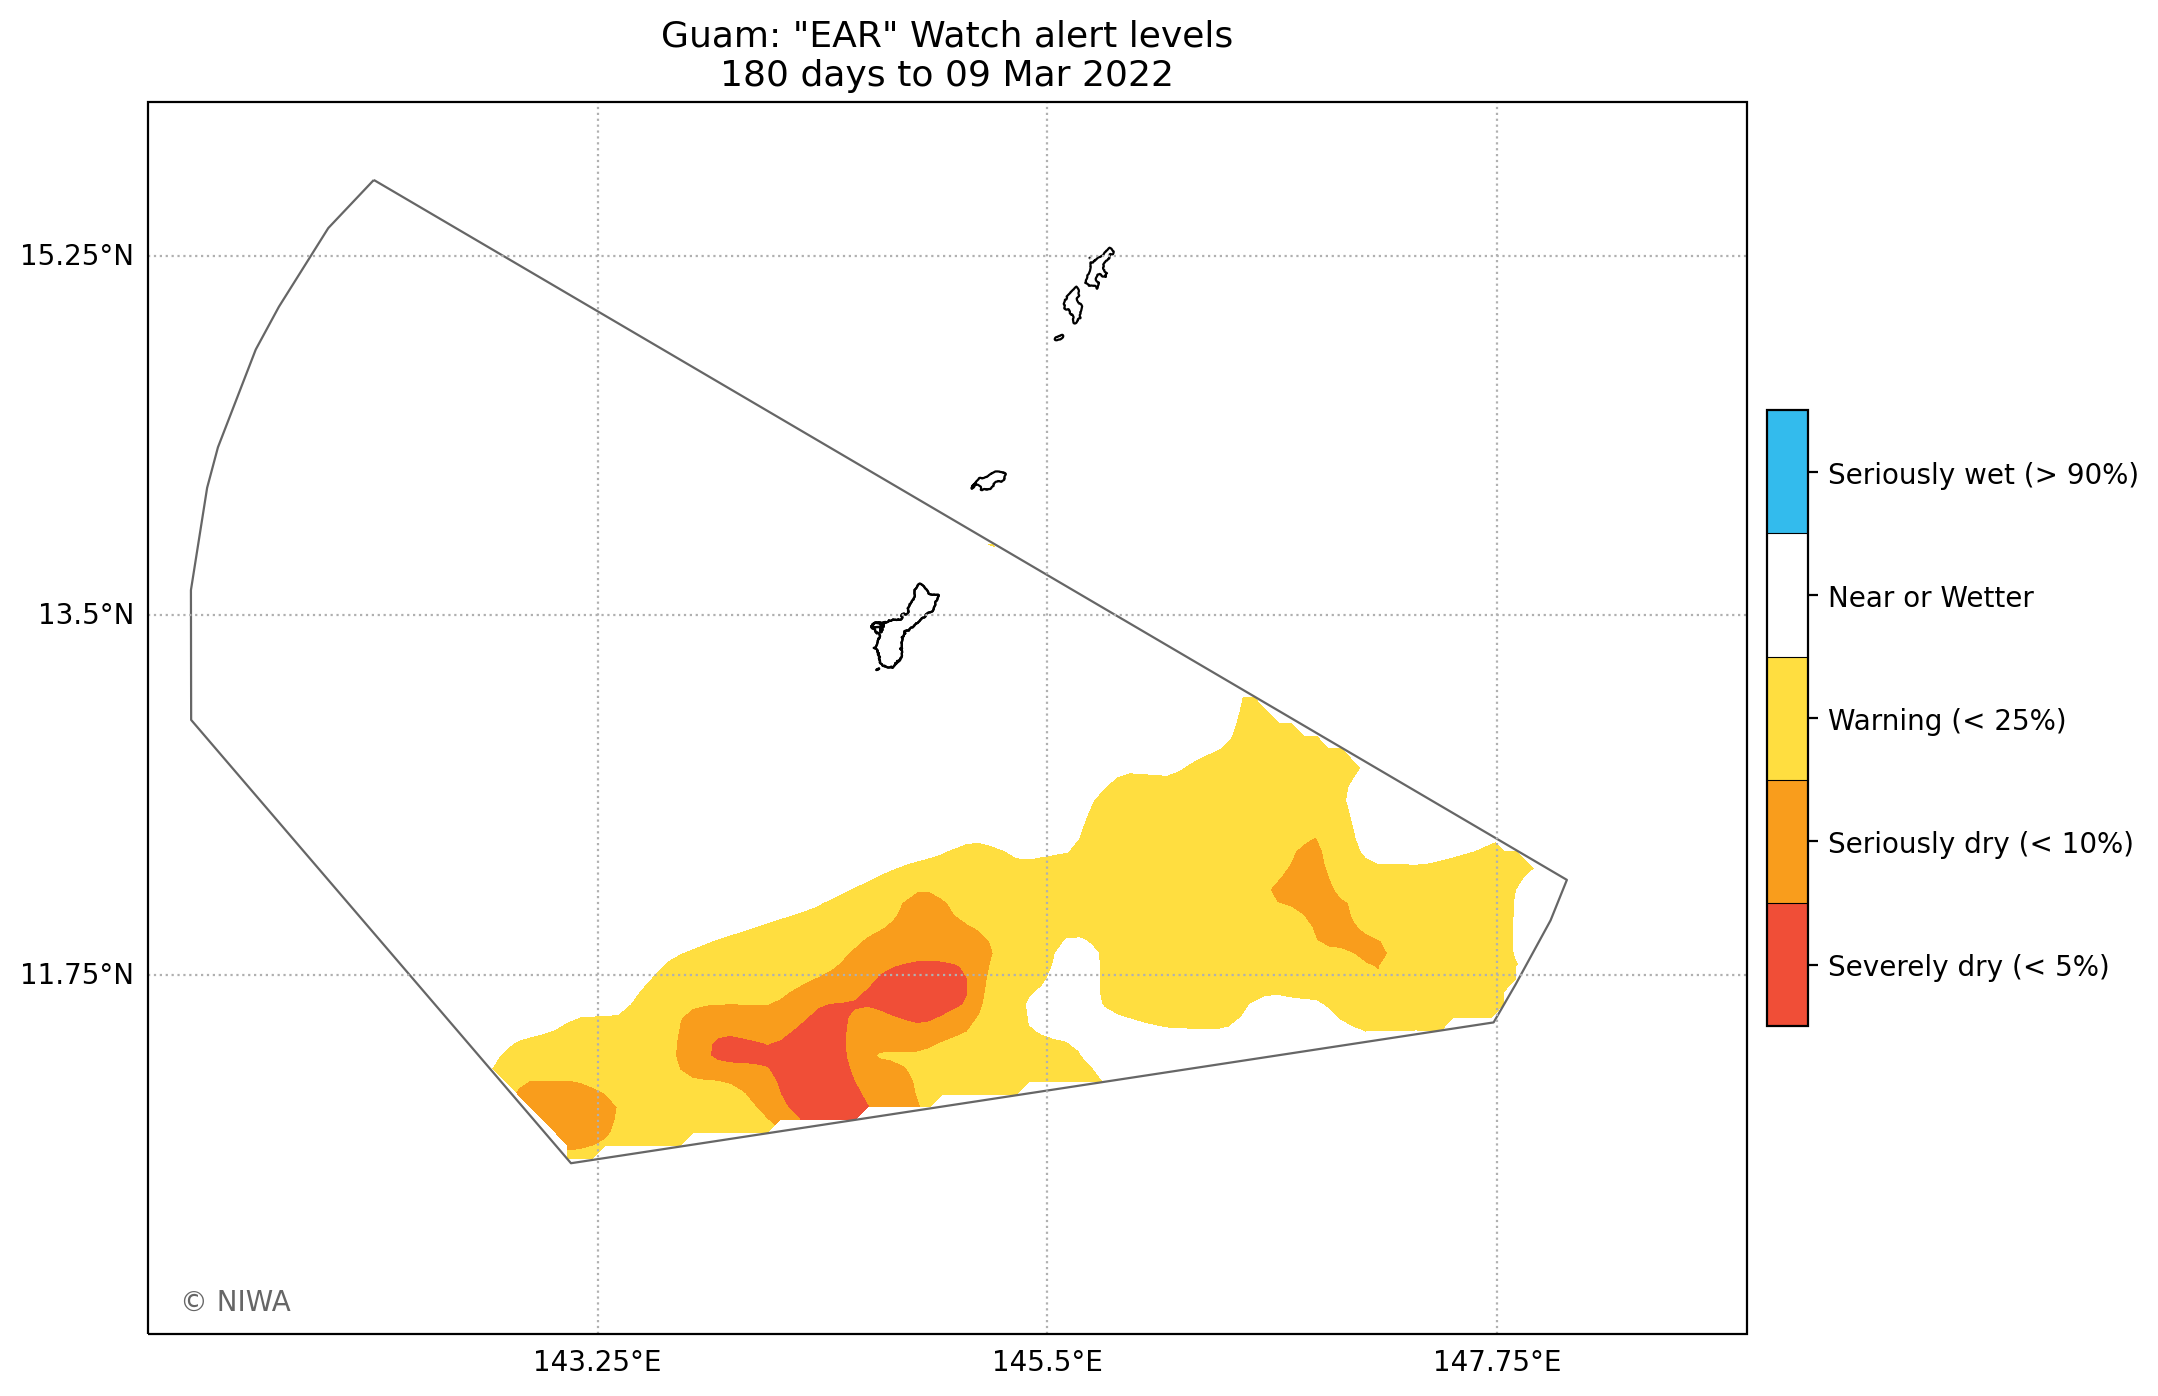 Guam: "EAR" Watch alert levels
180 days to 09 Mar 2022
15.25°N
13.5°N
11.75°N
143.25°E
145.5°E
147.75°E
Seriously wet (> 90%)
Near or Wetter
Warning (< 25%)
Seriously dry (< 10%)
Severely dry (< 5%)
© NIWA